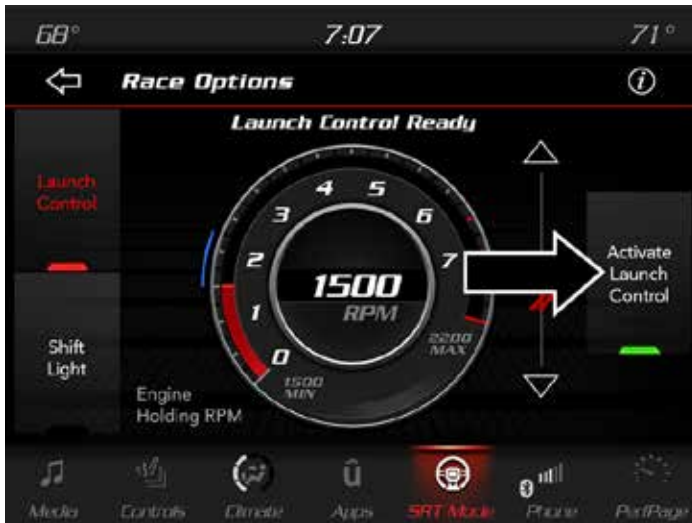 68° 7:07 71°
Race Options
Launch Control Ready
Launch
Control
4 5
3 6
2 7
1500
RPM
1
0
2200
MAX
1500
MIN
Activate
Launch
Control
Shift
Light
Engine
Holding RPM
Media Controls Climate Apps SRT Mode Phone PerfPage